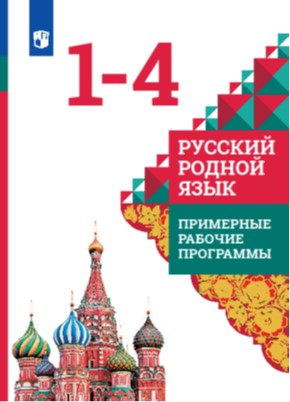 1-4
РУССКИЙ
РОДНОЙ
ЯЗЫК
ПРИМЕРНЫЕ
РАБОЧИЕ
ПРОГРАММЫ